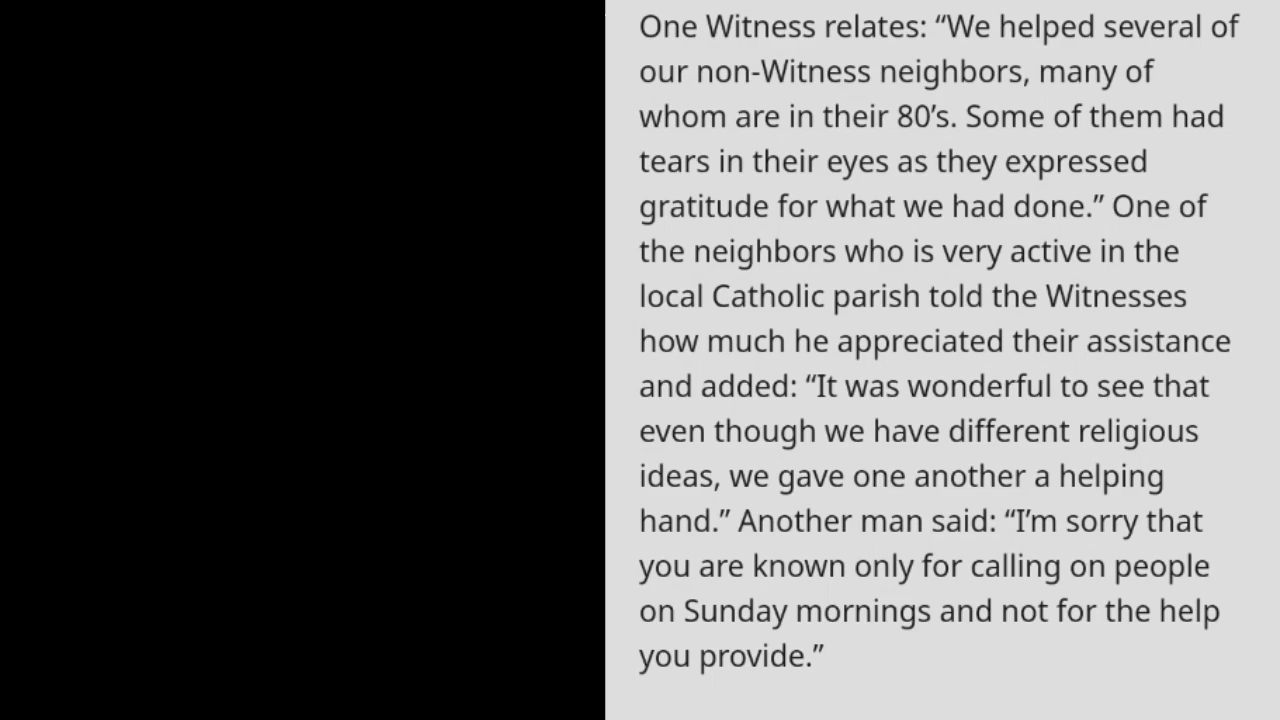 One Witness relates: “We helped several of
our non-Witness neighbors, many of
whom are in their 80’s. Some of them had
tears in their eyes as they expressed
gratitude for what we had done.” One of
the neighbors who is very active in the
local Catholic parish told the Witnesses
how much he appreciated their assistance
and added: “It was wonderful to see that
even though we have different religious
ideas, we gave one another a helping
hand.” Another man said: “I’m sorry that
you are known only for calling on people
on Sunday mornings and not for the help
you provide.”